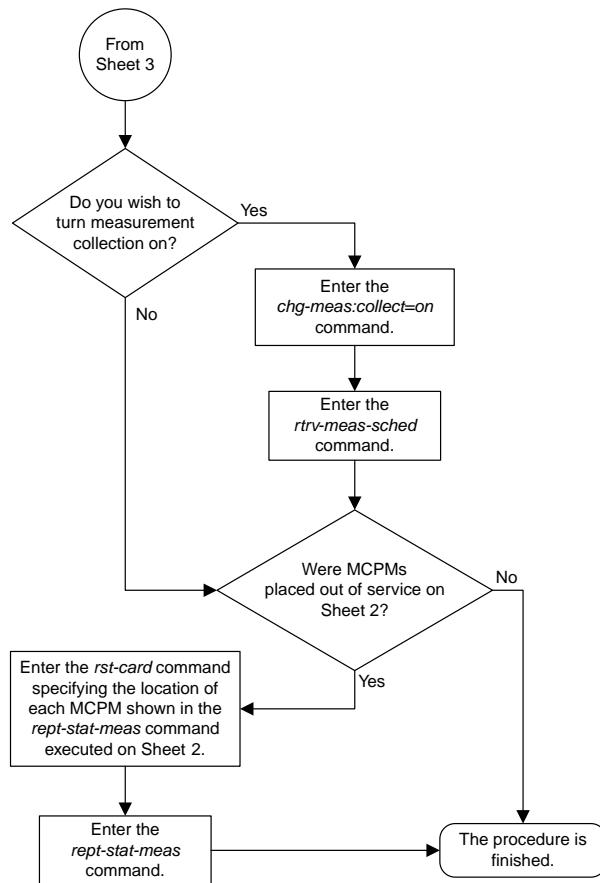 From
Sheet 3
Do you wish to
turn measurement
collection on?
Yes
No
Enter the
chg-meas:collect=on
command.
Enter the
rtrv-meas-sched
command.
Were MCPMs
placed out of service on
Sheet 2?
No
Yes
Enter the rst-card command
specifying the location of
each MCPM shown in the
rept-stat-meas command
executed on Sheet 2.
Enter the
rept-stat-meas
command.
The procedure is
finished.